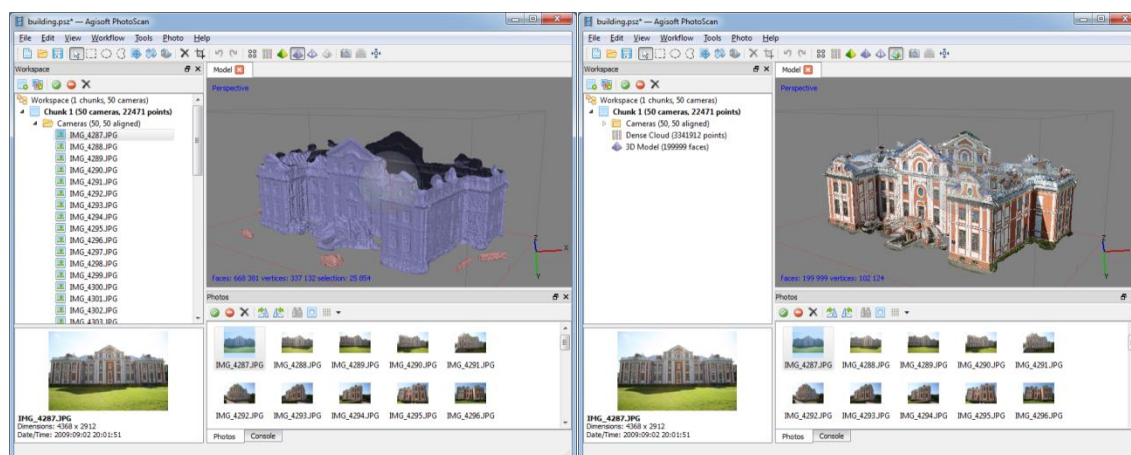 building.psz* — Agisoft PhotoScan
File Edit View Workflow Tools Photo Help
Workspace
Workspace (1 chunks, 50 cameras)
Chunk 1 (50 cameras, 22471 points)
Cameras (50, 50 aligned)
IMG_4287.JPG
IMG_4288.JPG
IMG_4289.JPG
IMG_4290.JPG
IMG_4291.JPG
IMG_4292.JPG
IMG_4293.JPG
IMG_4294.JPG
IMG_4295.JPG
IMG_4296.JPG
IMG_4297.JPG
IMG_4298.JPG
IMG_4299.JPG
IMG_4300.JPG
IMG_4301.JPG
IMG_4302.JPG
IMG_4303.JPG
IMG_4287.JPG
Dimensions: 4368 x 2912
Date/Time: 2009:09:02 20:01:51
Model
Perspective
Z
X
Y
faces: 668 381 vertices: 337 132 selection: 25 854
Photos
IMG_4287.JPG IMG_4288.JPG IMG_4289.JPG IMG_4290.JPG IMG_4291.JPG
IMG_4292.JPG IMG_4293.JPG IMG_4294.JPG IMG_4295.JPG IMG_4296.JPG
Photos Console
building.psz* — Agisoft PhotoScan
File Edit View Workflow Tools Photo Help
Workspace
Workspace (1 chunks, 50 cameras)
Chunk 1 (50 cameras, 22471 points)
Cameras (50, 50 aligned)
Dense Cloud (3341912 points)
3D Model (199999 faces)
IMG_4287.JPG
Dimensions: 4368 x 2912
Date/Time: 2009:09:02 20:01:51
Model
Perspective
Z
X
Y
faces: 199 999 vertices: 102 124
Photos
IMG_4287.JPG IMG_4288.JPG IMG_4289.JPG IMG_4290.JPG IMG_4291.JPG
IMG_4292.JPG IMG_4293.JPG IMG_4294.JPG IMG_4295.JPG IMG_4296.JPG
Photos Console